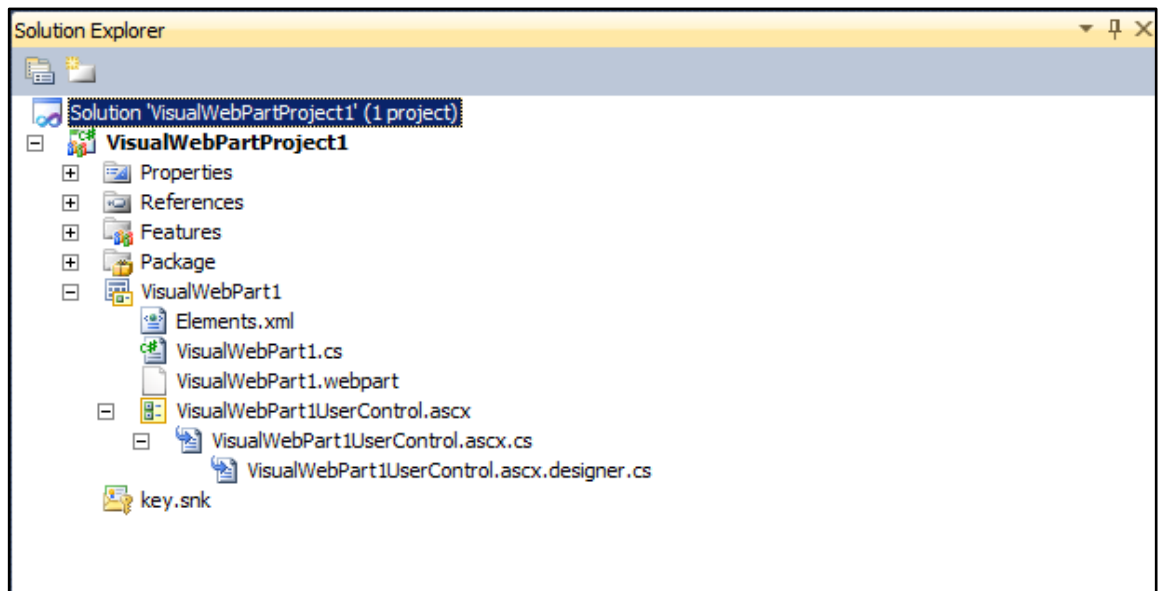 Solution Explorer
Solution 'VisualWebPartProject1' (1 project)
VisualWebPartProject1
Properties
References
Features
Package
VisualWebPart1
Elements.xml
VisualWebPart1.cs
VisualWebPart1.webpart
VisualWebPart1UserControl.ascx
VisualWebPart1UserControl.ascx.cs
VisualWebPart1UserControl.ascx.designer.cs
key.snk